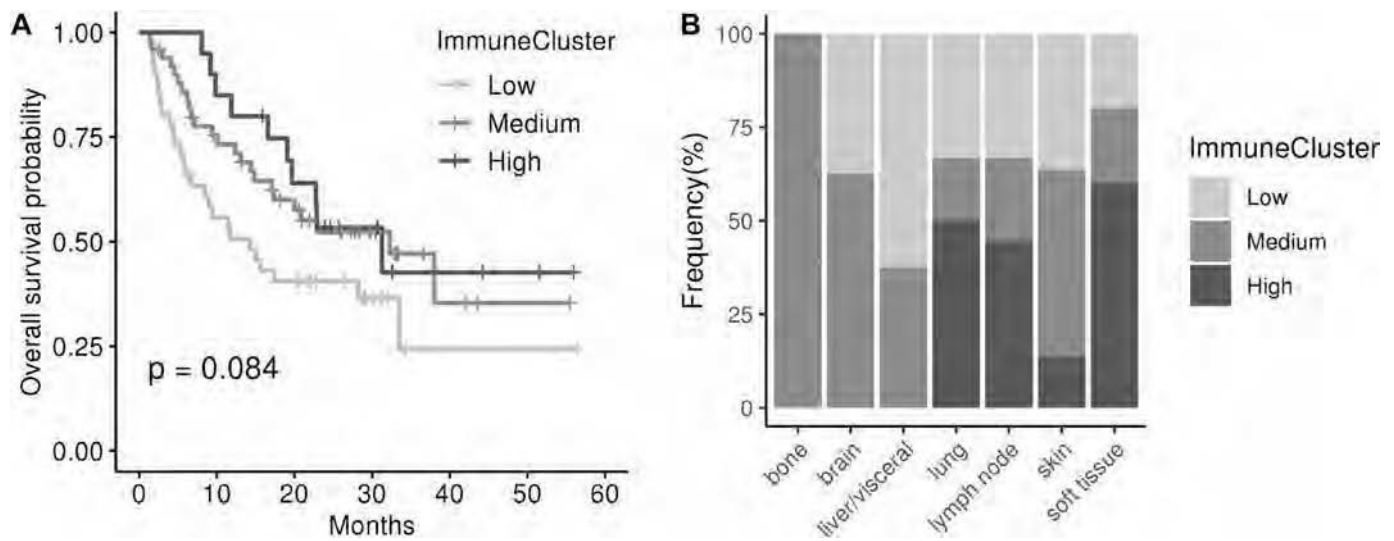 A
Overall survival probability
1.00
0.75
0.50
0.25
0.00
ImmuneCluster
Low
Medium
High
p = 0.084
0 10 20 30 40 50 60
Months
B
Frequency(%)
100
75
50
25
0
bone
brain
liver/visceral
lung
lymph node
skin
soft tissue
ImmuneCluster
Low
Medium
High